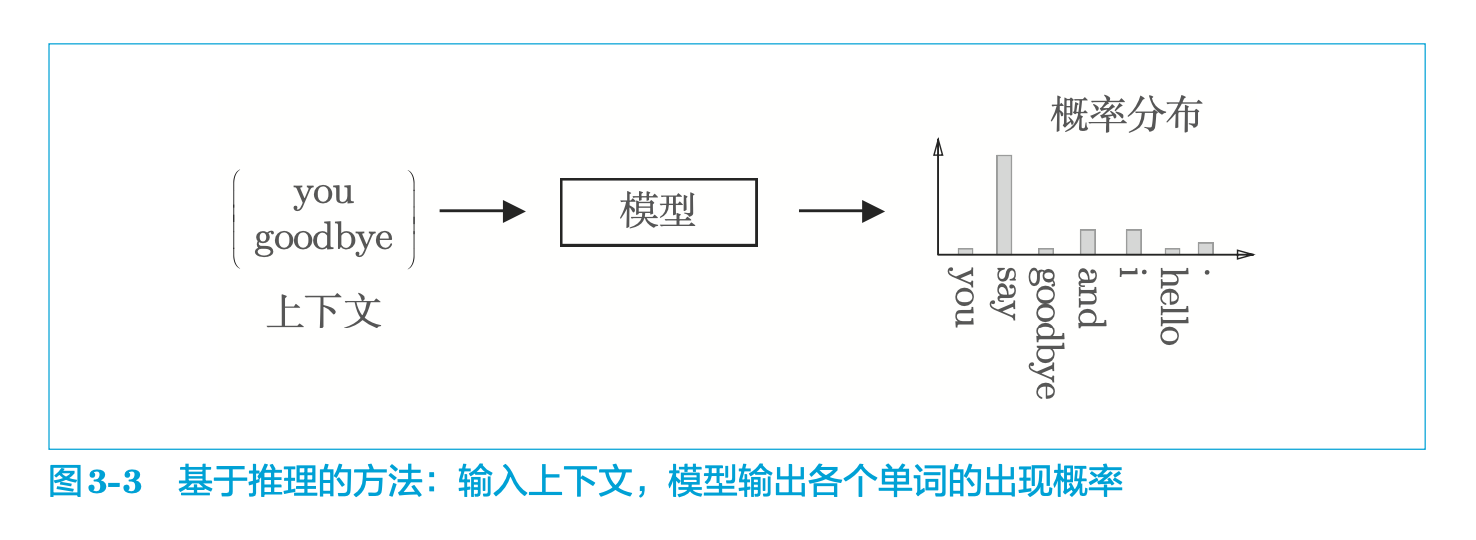 概率分布
you
goodbye
上下文
模型
you
say
goodbye
and
i
hello
.
图3-3 基于推理的方法：输入上下文，模型输出各个单词的出现概率